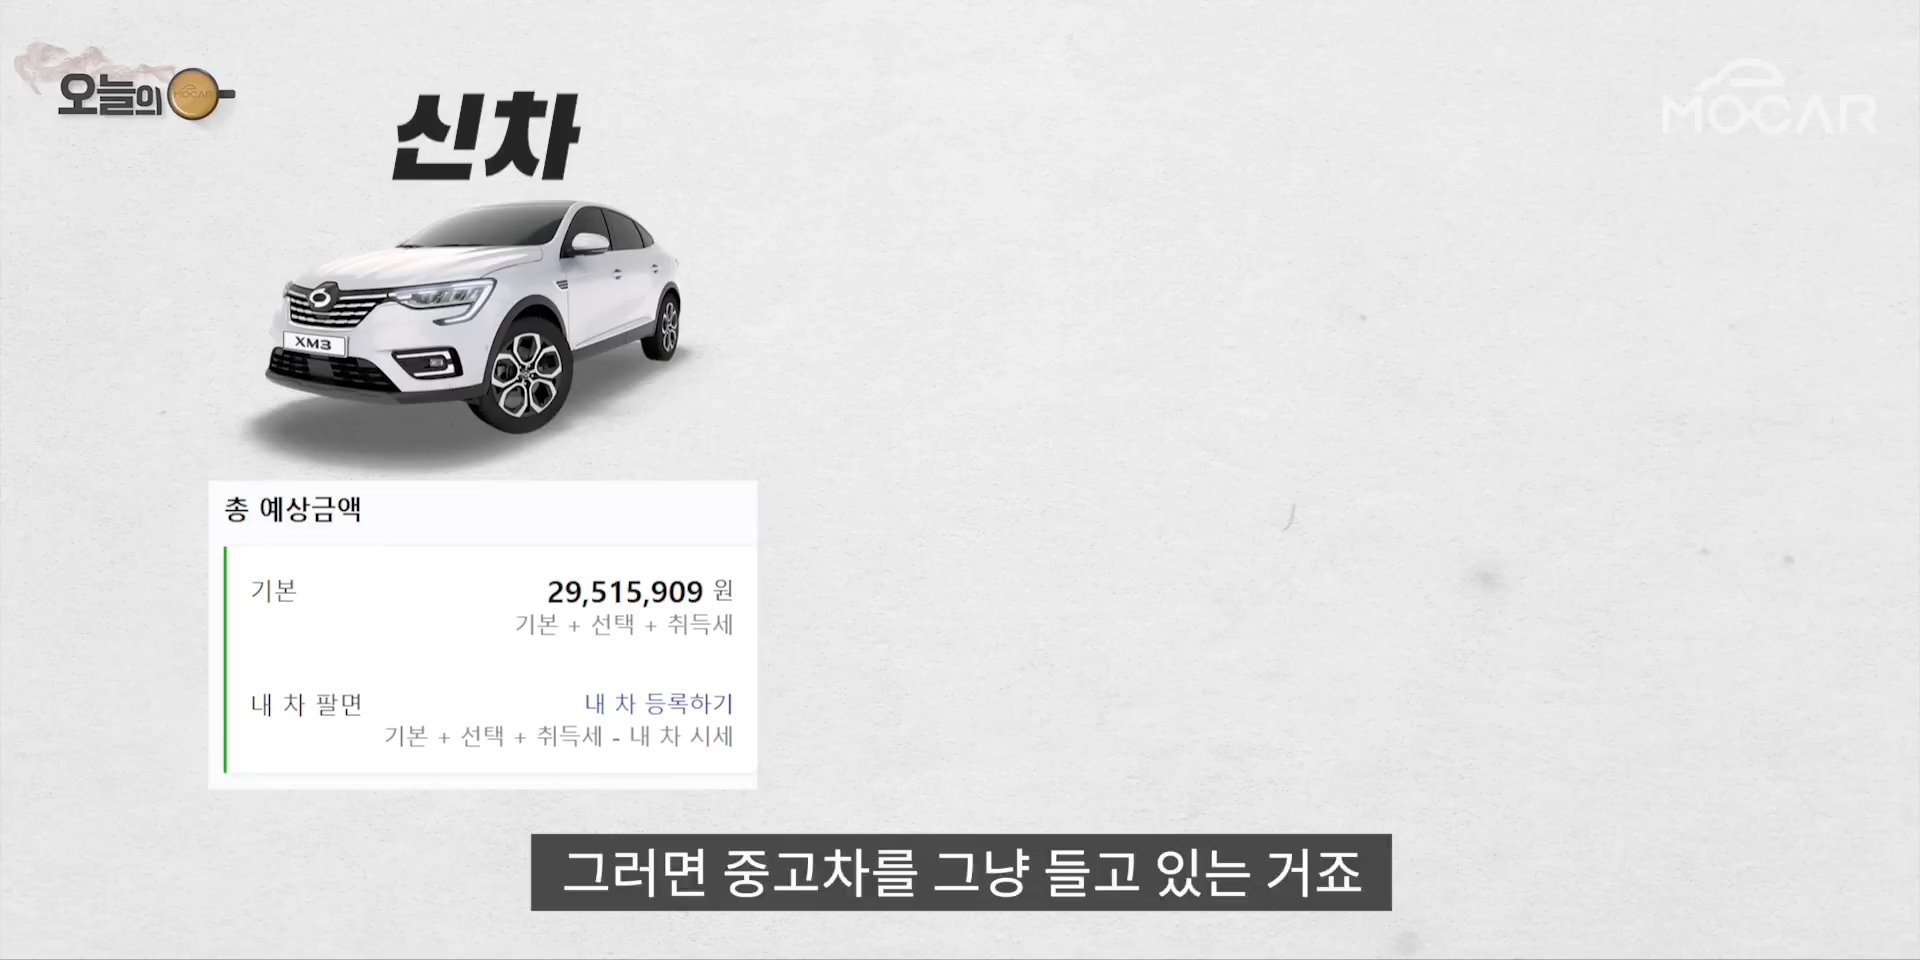 오늘의 MOCAR
MOCAR
신차
XM3
총 예상금액
기본 29,515,909 원
기본 + 선택 + 취득세
내 차 팔면 내 차 등록하기
기본 + 선택 + 취득세 - 내 차 시세
그러면 중고차를 그냥 들고 있는 거죠